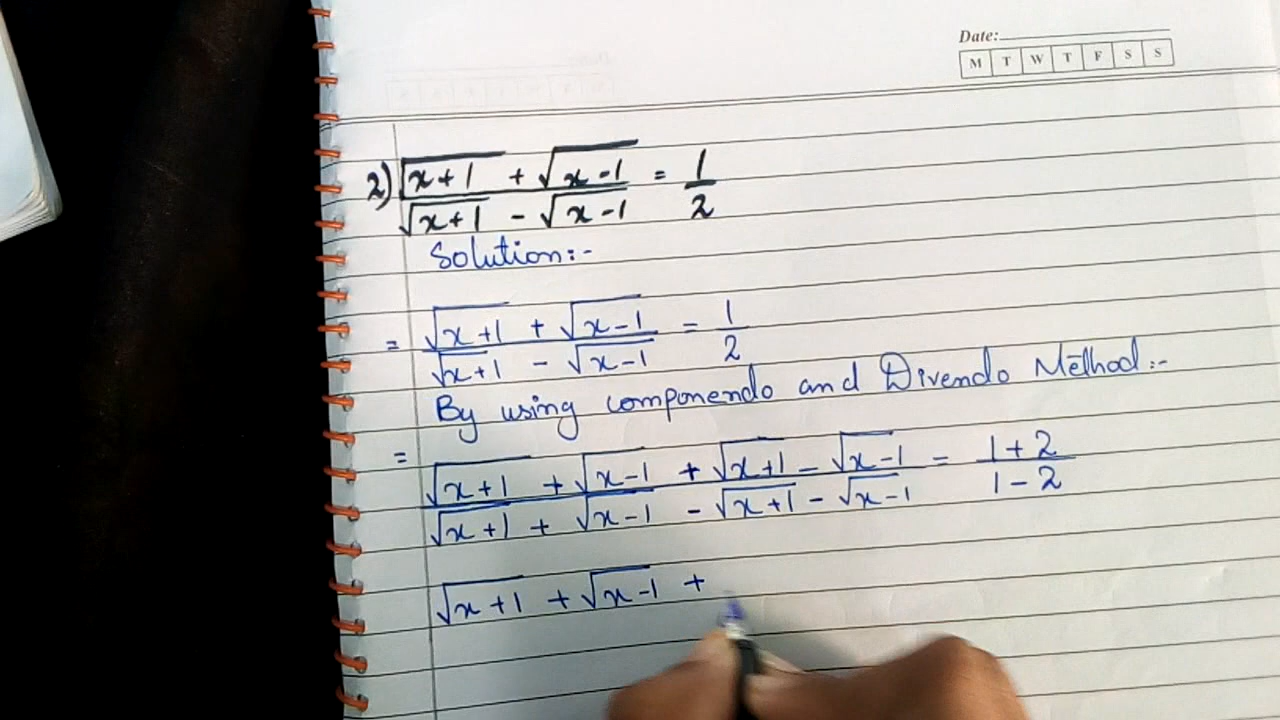 Date:
M T W T F S S
2) √x+1 + √x-1 = 1
√x+1 - √x-1 2
Solution:-
= √x+1 + √x-1 = 1
√x+1 - √x-1 2
By using componendo and Divendo Method:-
= √x+1 + √x-1 + √x+1 - √x-1 = 1+2
√x+1 + √x-1 - √x+1 - √x-1 1-2
√x+1 + √x-1 +